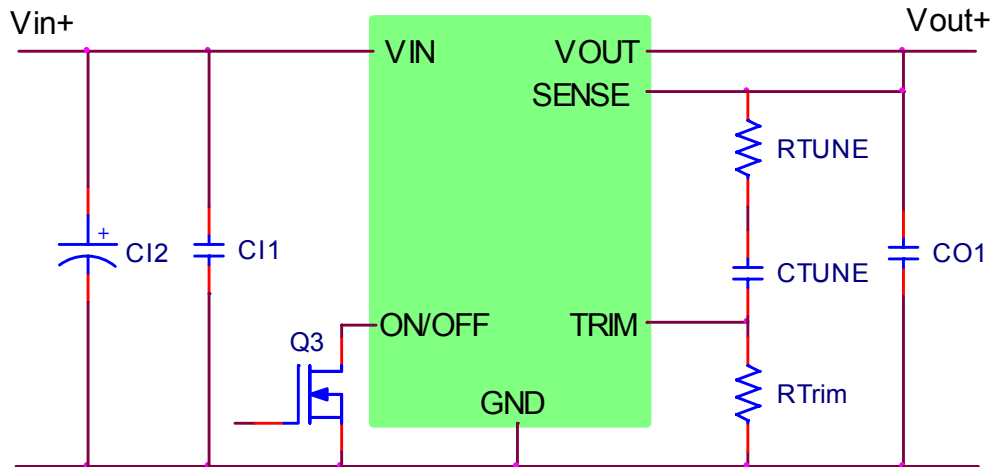 Vin+
Vout+
VIN
VOUT
SENSE
RTUNE
+
CI2
CI1
CTUNE
CO1
ON/OFF
TRIM
Q3
RTrim
GND